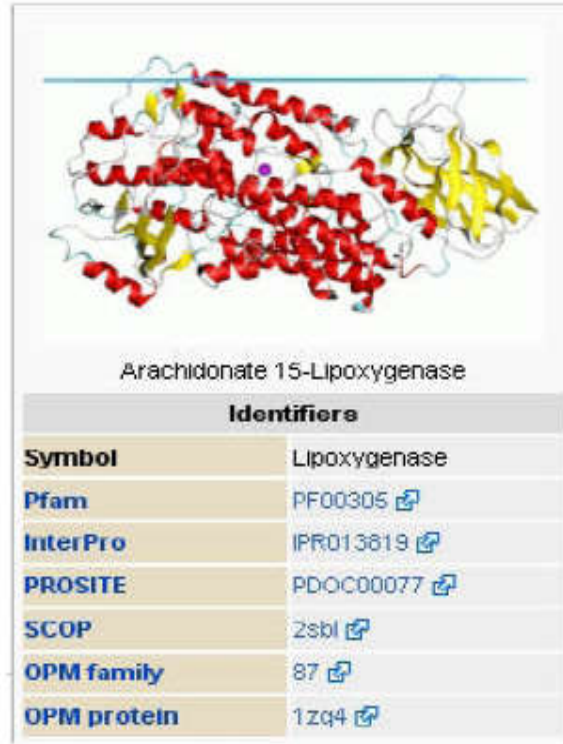 Arachidonate 15-Lipoxygenase
Identifiers
Symbol Lipoxygenase
Pfam PF00305
InterPro IPR013819
PROSITE PDOC00077
SCOP 2sbl
OPM family 87
OPM protein 1zq4